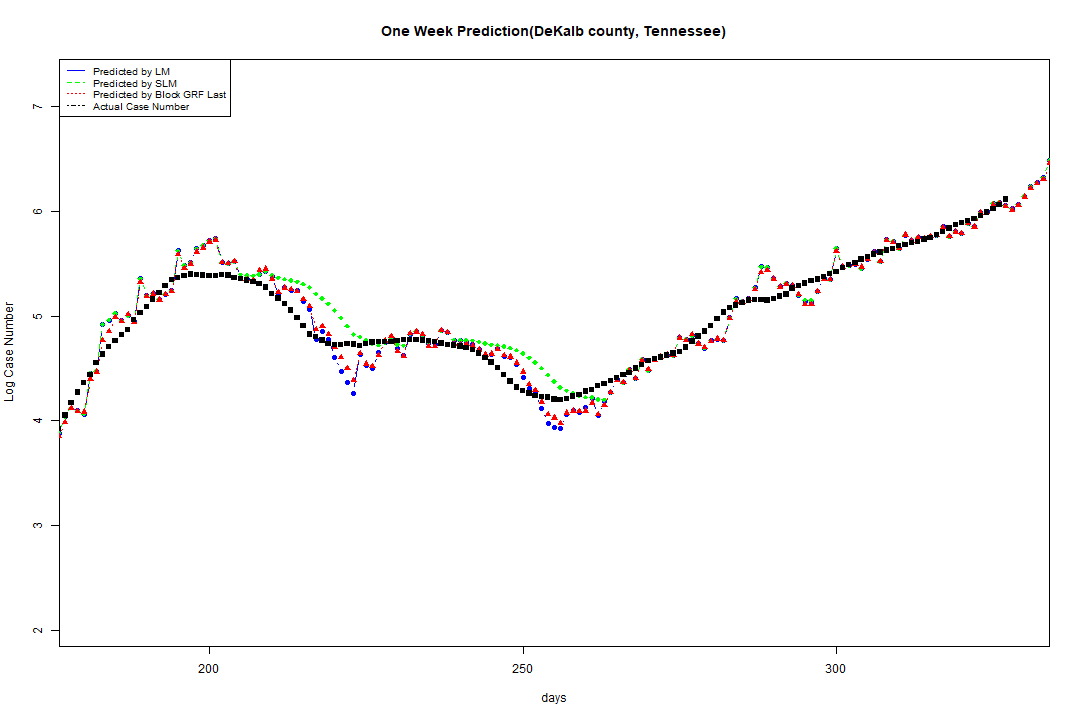 One Week Prediction(DeKalb county, Tennessee)
Predicted by LM
Predicted by SLM
Predicted by Block GRF Last
Actual Case Number
7
6
5
4
3
2
Log Case Number
200 250 300
days